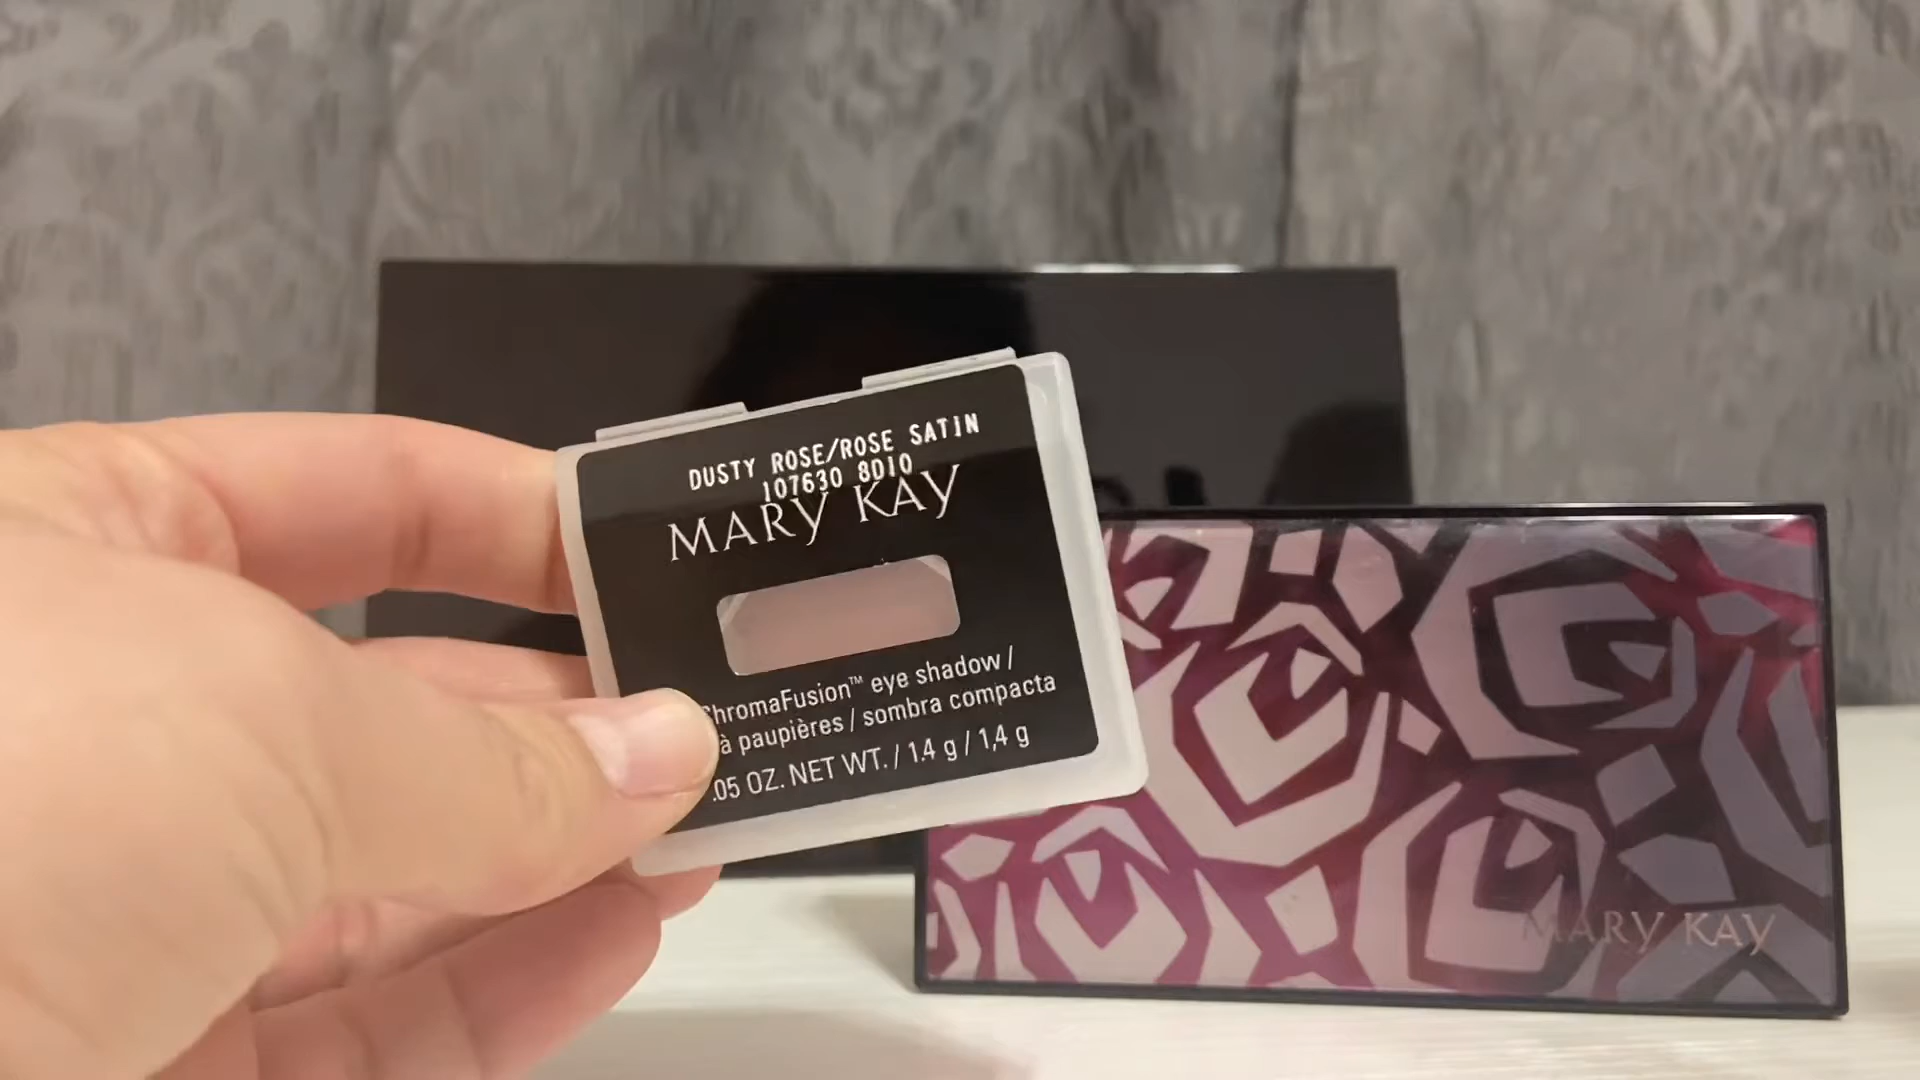 DUSTY ROSE/ROSE SATIN
107630 8D10
MARY KAY
ChromaFusion™ eye shadow /
à paupières / sombra compacta
.05 OZ. NET WT. / 1.4 g / 1,4 g
MARY KAY